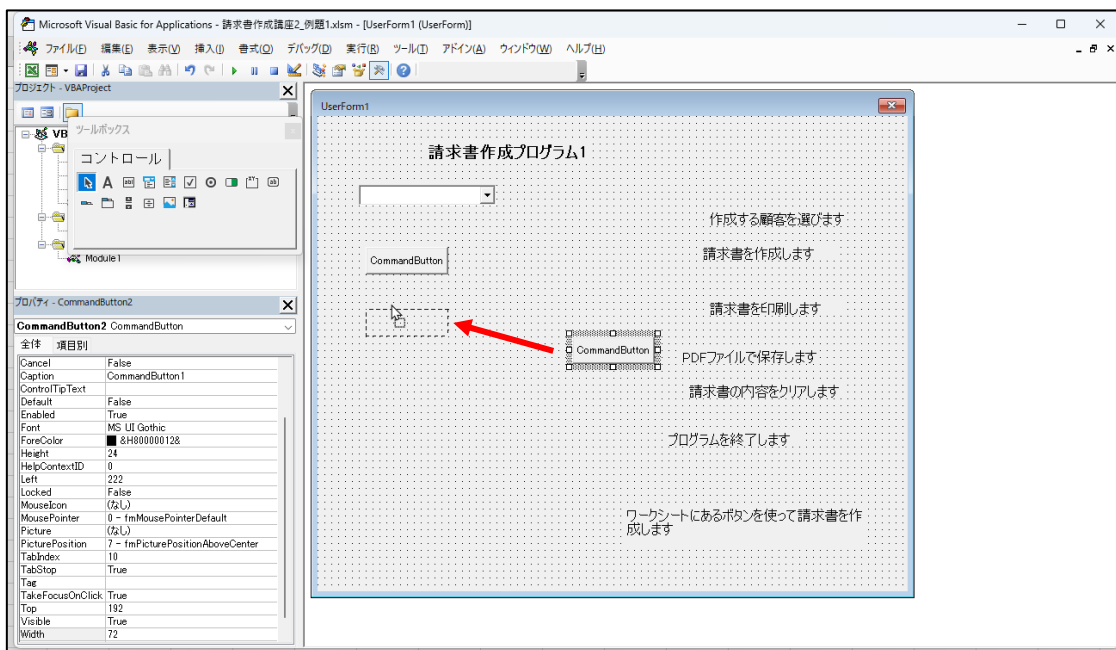 Microsoft Visual Basic for Applications - 請求書作成講座2_例題1.xlsm - [UserForm1 (UserForm)]
ファイル(F) 編集(E) 表示(V) 挿入(I) 書式(O) デバッグ(D) 実行(R) ツール(T) アドイン(A) ウィンドウ(W) ヘルプ(H)
プロジェクト - VBAProject
VB
ツールボックス
コントロール
Module1
プロパティ - CommandButton2
CommandButton2 CommandButton
全体 項目別
Cancel False
Caption CommandButton1
ControlTipText
Default False
Enabled True
Font MS UI Gothic
ForeColor &H80000012&
Height 24
HelpContextID 0
Left 222
Locked False
MouseIcon (なし)
MousePointer 0 - fmMousePointerDefault
Picture (なし)
PicturePosition 7 - fmPicturePositionAboveCenter
TabIndex 10
TabStop True
Tag
TakeFocusOnClick True
Top 192
Visible True
Width 72
UserForm1
請求書作成プログラム1
作成する顧客を選びます
CommandButton
請求書を作成します
請求書を印刷します
CommandButton
PDFファイルで保存します
請求書の内容をクリアします
プログラムを終了します
ワークシートにあるボタンを使って請求書を作
成します